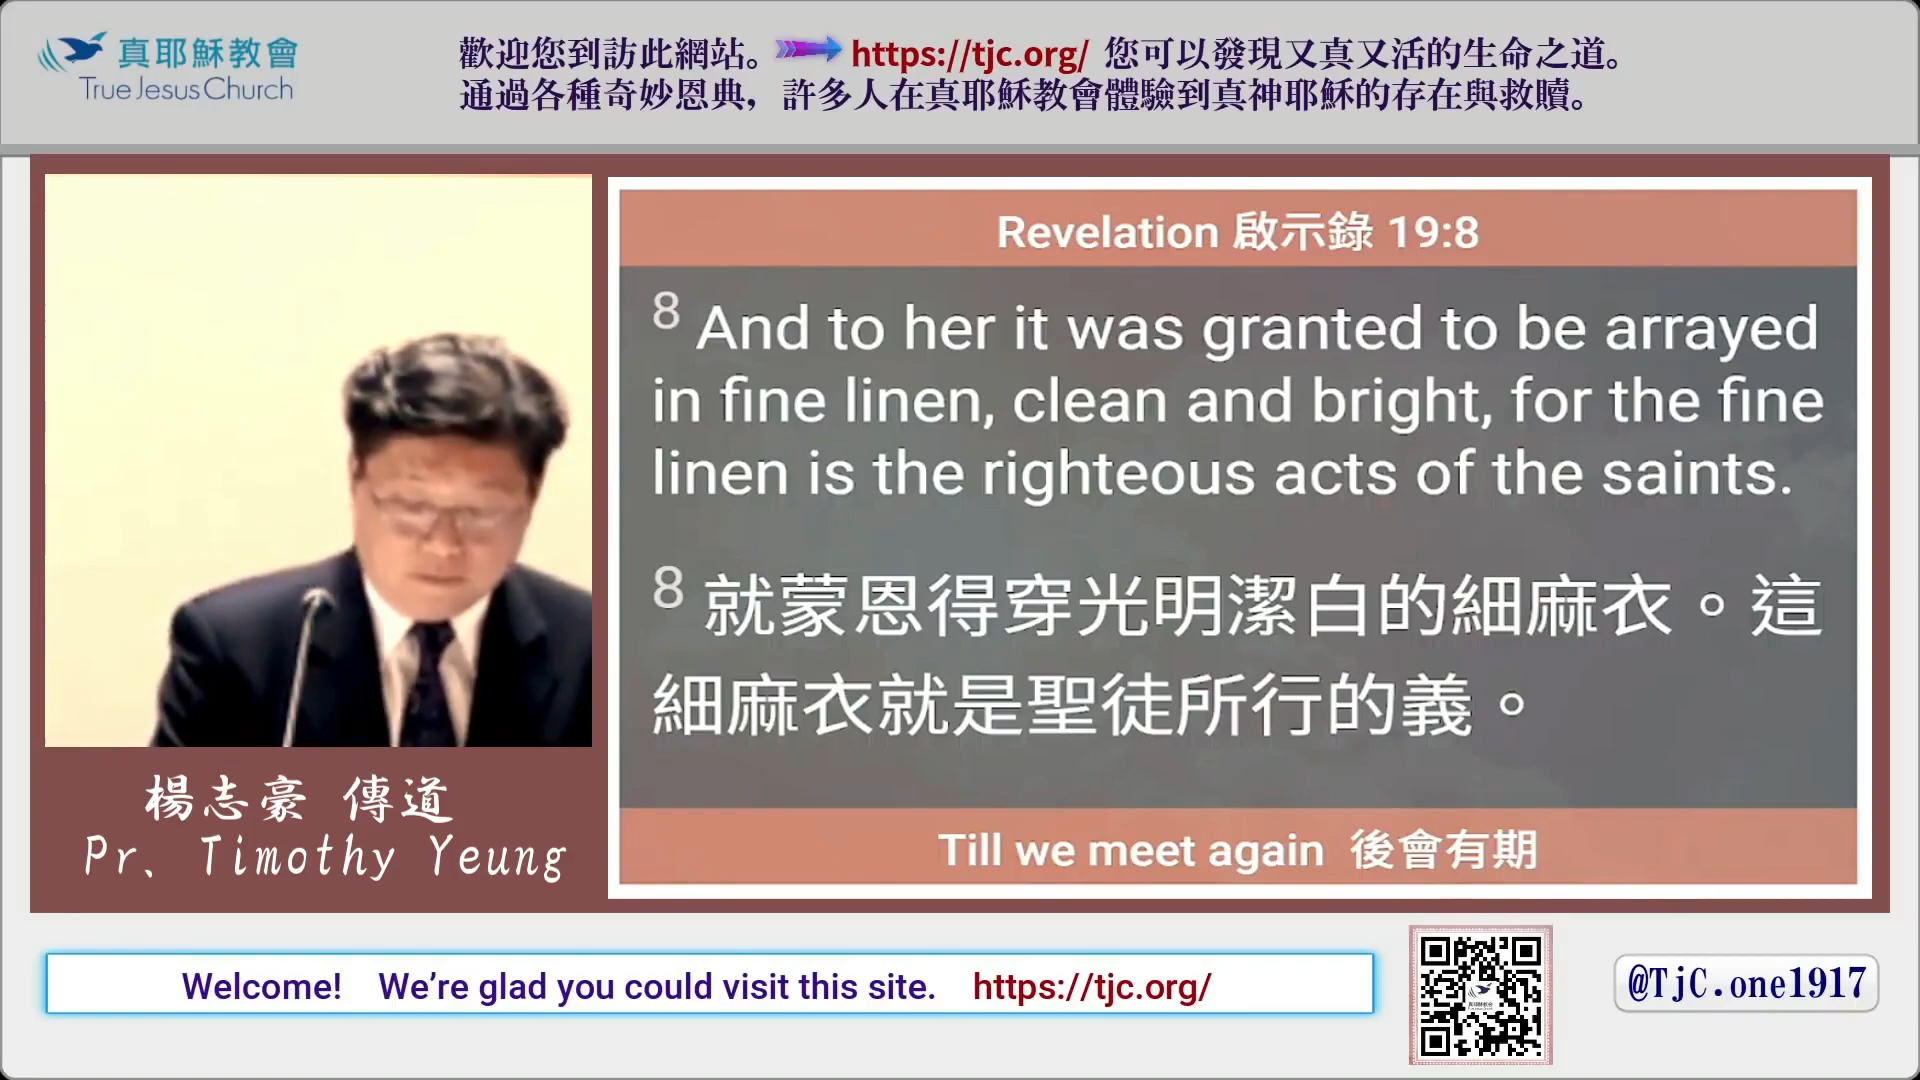 真耶穌教會
True Jesus Church
歡迎您到訪此網站。 https://tjc.org/ 您可以發現又真又活的生命之道。
通過各種奇妙恩典，許多人在真耶穌教會體驗到真神耶穌的存在與救贖。
Revelation 啟示錄 19:8
8 And to her it was granted to be arrayed
in fine linen, clean and bright, for the fine
linen is the righteous acts of the saints.
8 就蒙恩得穿光明潔白的細麻衣。這
細麻衣就是聖徒所行的義。
Till we meet again 後會有期
楊志豪 傳道
Pr. Timothy Yeung
Welcome! We’re glad you could visit this site. https://tjc.org/
@TjC.one1917